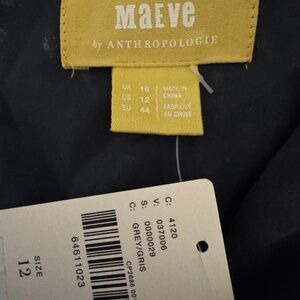 MAEVE
by ANTHROPOLOGIE
UK 16
US 12
EU 44
MADE IN
CHINA
FABRIQUÉ
EN CHINE
C: 4120
V: 037006
S: 0000029
C: GREY/GRIS
64611023
SIZE
12